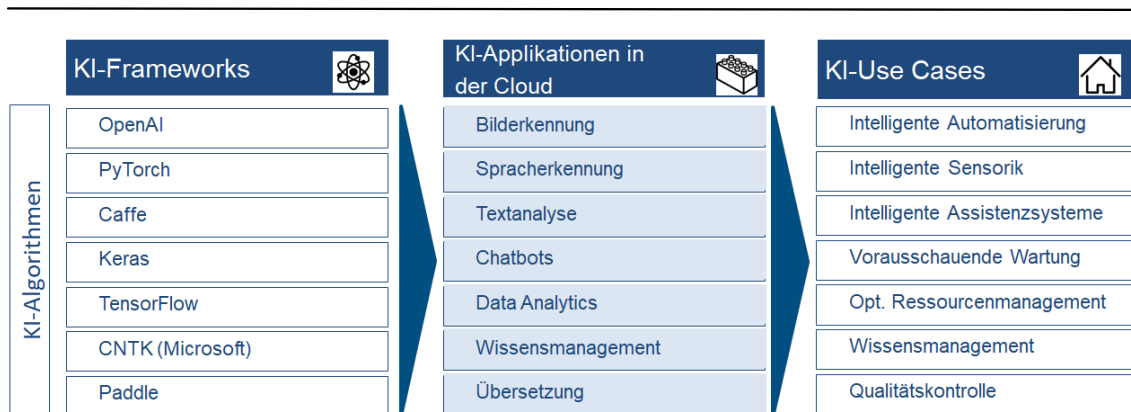 KI-Frameworks
KI-Applikationen in
der Cloud
KI-Use Cases
KI-Algorithmen
OpenAI
PyTorch
Caffe
Keras
TensorFlow
CNTK (Microsoft)
Paddle
Bilderkennung
Spracherkennung
Textanalyse
Chatbots
Data Analytics
Wissensmanagement
Übersetzung
Intelligente Automatisierung
Intelligente Sensorik
Intelligente Assistenzsysteme
Vorausschauende Wartung
Opt. Ressourcenmanagement
Wissensmanagement
Qualitätskontrolle